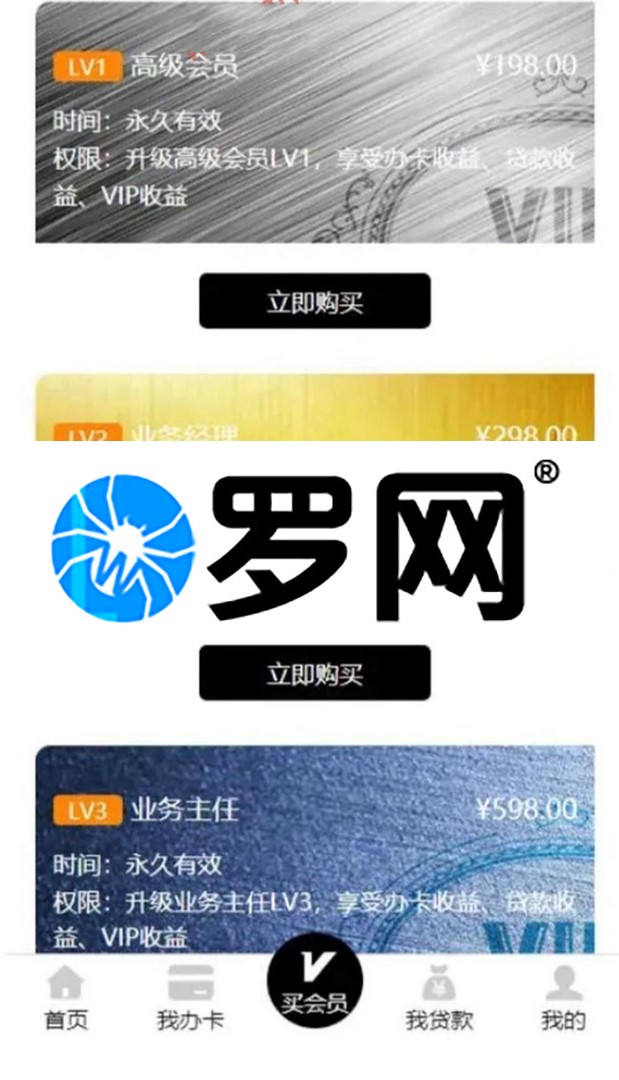 LV1 高级会员 ¥198.00
时间：永久有效
权限：升级高级会员LV1，享受办卡收益、贷款收
益、VIP收益
立即购买
LV2 业务经理 ¥298.00
罗网®
立即购买
LV3 业务主任 ¥598.00
时间：永久有效
权限：升级业务主任LV3，享受办卡收益、贷款收
益、VIP收益
首页 我办卡 买会员 我贷款 我的